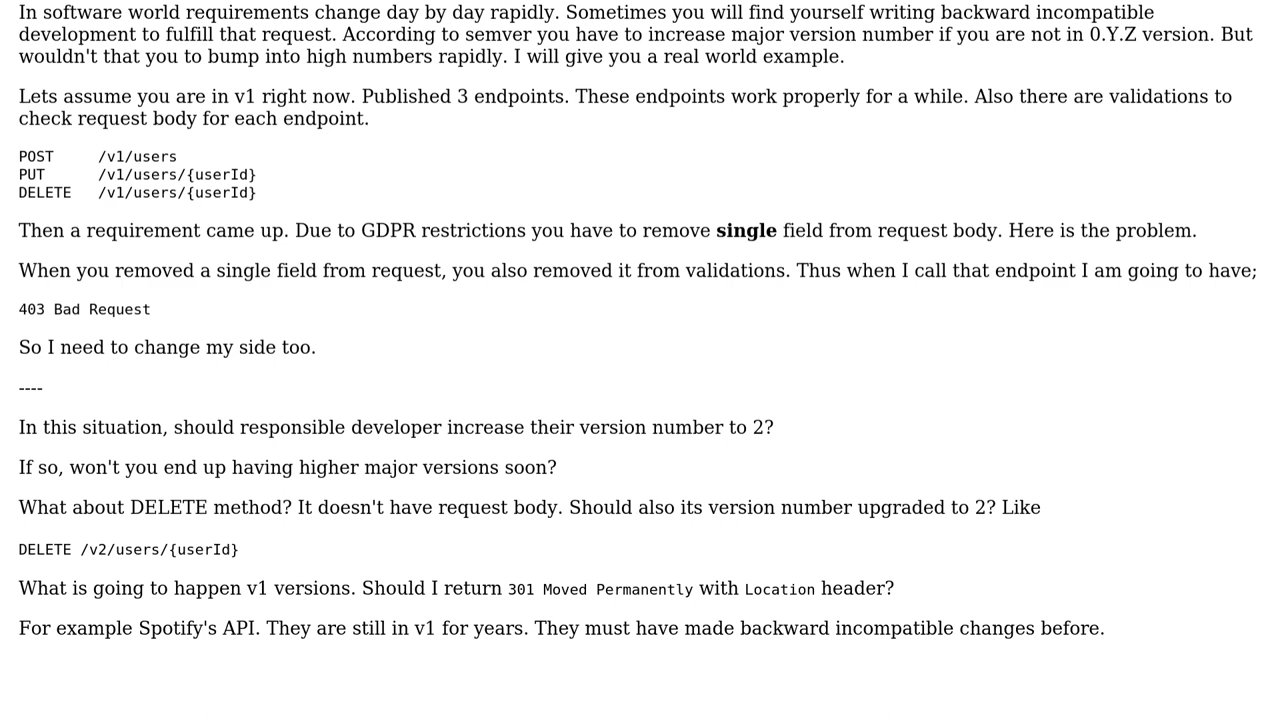 In software world requirements change day by day rapidly. Sometimes you will find yourself writing backward incompatible
development to fulfill that request. According to semver you have to increase major version number if you are not in 0.Y.Z version. But
wouldn't that you to bump into high numbers rapidly. I will give you a real world example.
Lets assume you are in v1 right now. Published 3 endpoints. These endpoints work properly for a while. Also there are validations to
check request body for each endpoint.
POST /v1/users
PUT /v1/users/{userId}
DELETE /v1/users/{userId}
Then a requirement came up. Due to GDPR restrictions you have to remove single field from request body. Here is the problem.
When you removed a single field from request, you also removed it from validations. Thus when I call that endpoint I am going to have;
403 Bad Request
So I need to change my side too.
----
In this situation, should responsible developer increase their version number to 2?
If so, won't you end up having higher major versions soon?
What about DELETE method? It doesn't have request body. Should also its version number upgraded to 2? Like
DELETE /v2/users/{userId}
What is going to happen v1 versions. Should I return 301 Moved Permanently with Location header?
For example Spotify's API. They are still in v1 for years. They must have made backward incompatible changes before.